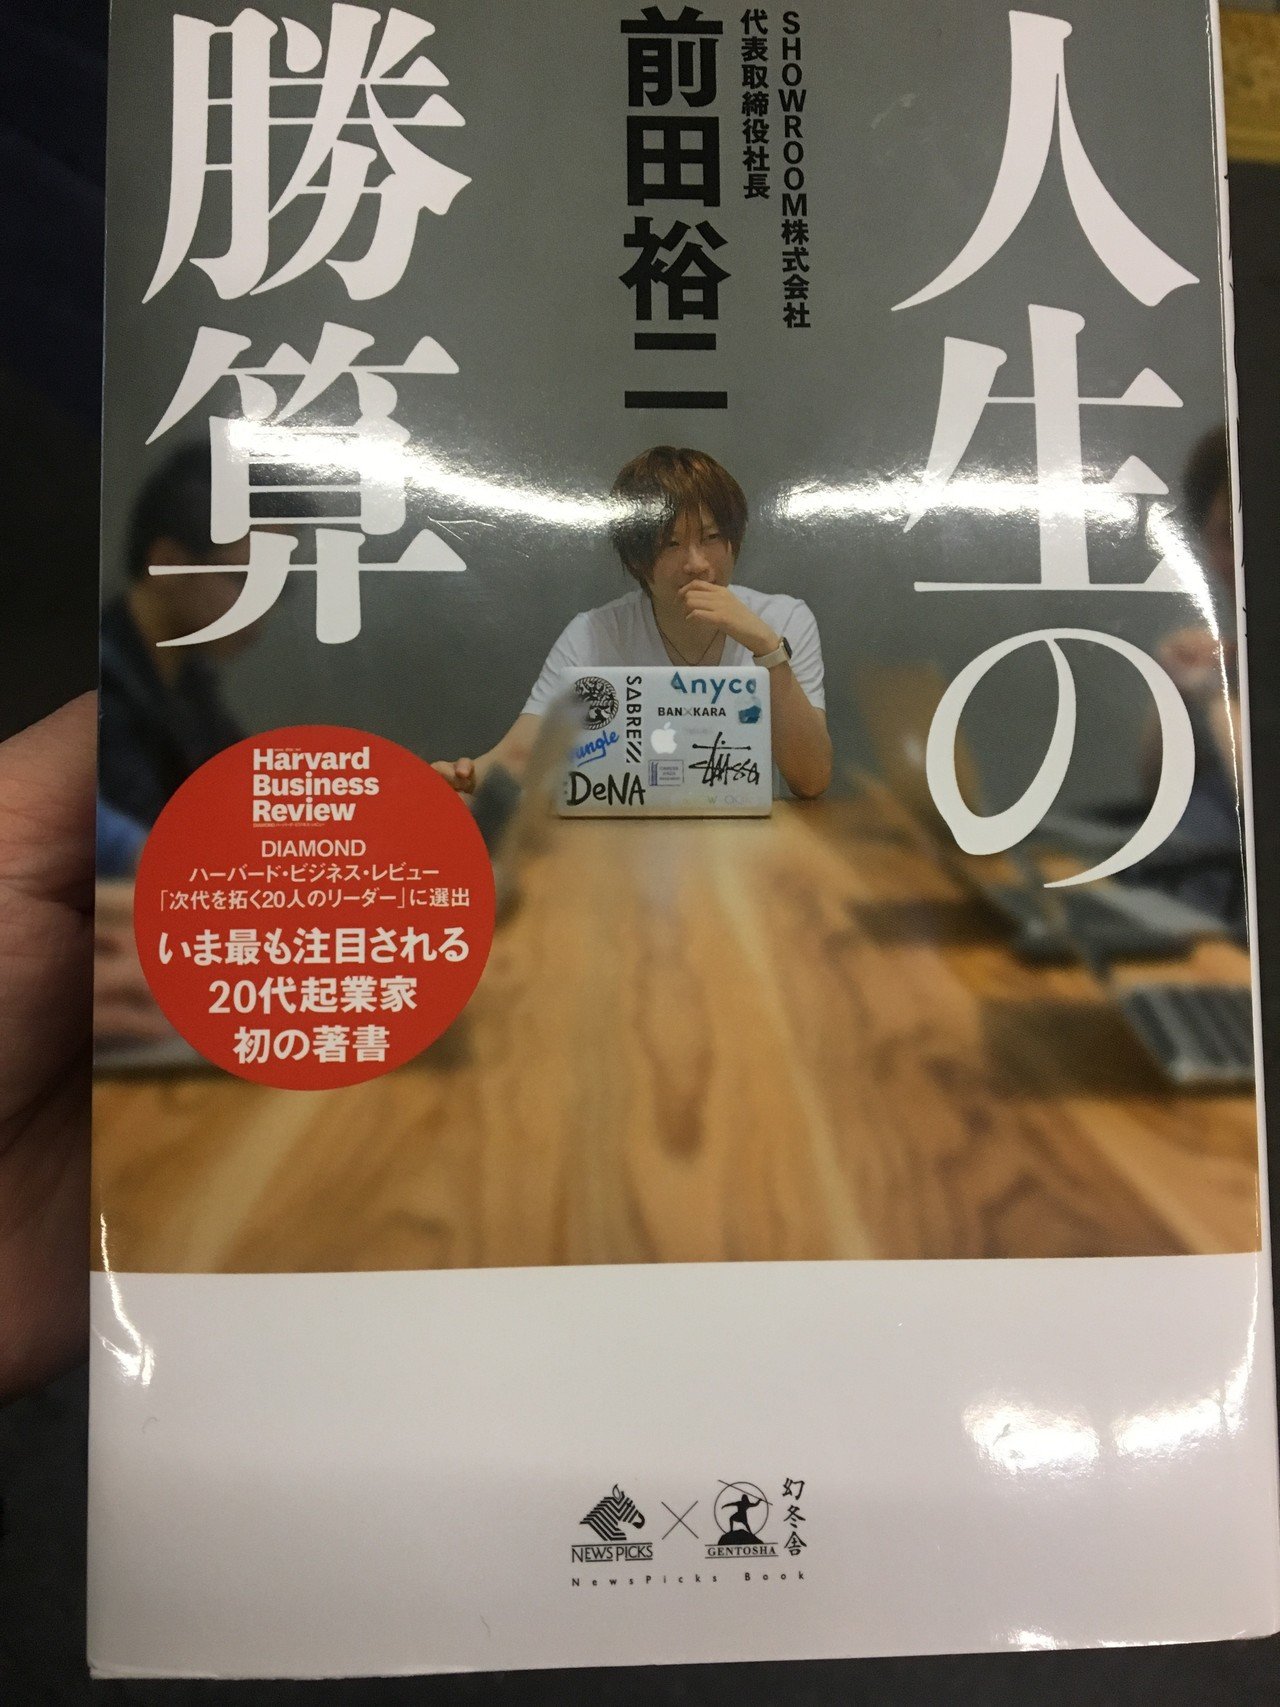 人生の
勝算
SHOWROOM株式会社
代表取締役社長
前田裕二
Anyca
SABRE
BAN×KARA
Jungle
STUSSY
DeNA
Harvard
Business
Review
DIAMOND
ハーバード・ビジネス・レビュー
「次代を拓く20人のリーダー」に選出
いま最も注目される
20代起業家
初の著書
NEWSPICKS
×
GENTOSHA
幻冬舎
NewsPicks Book